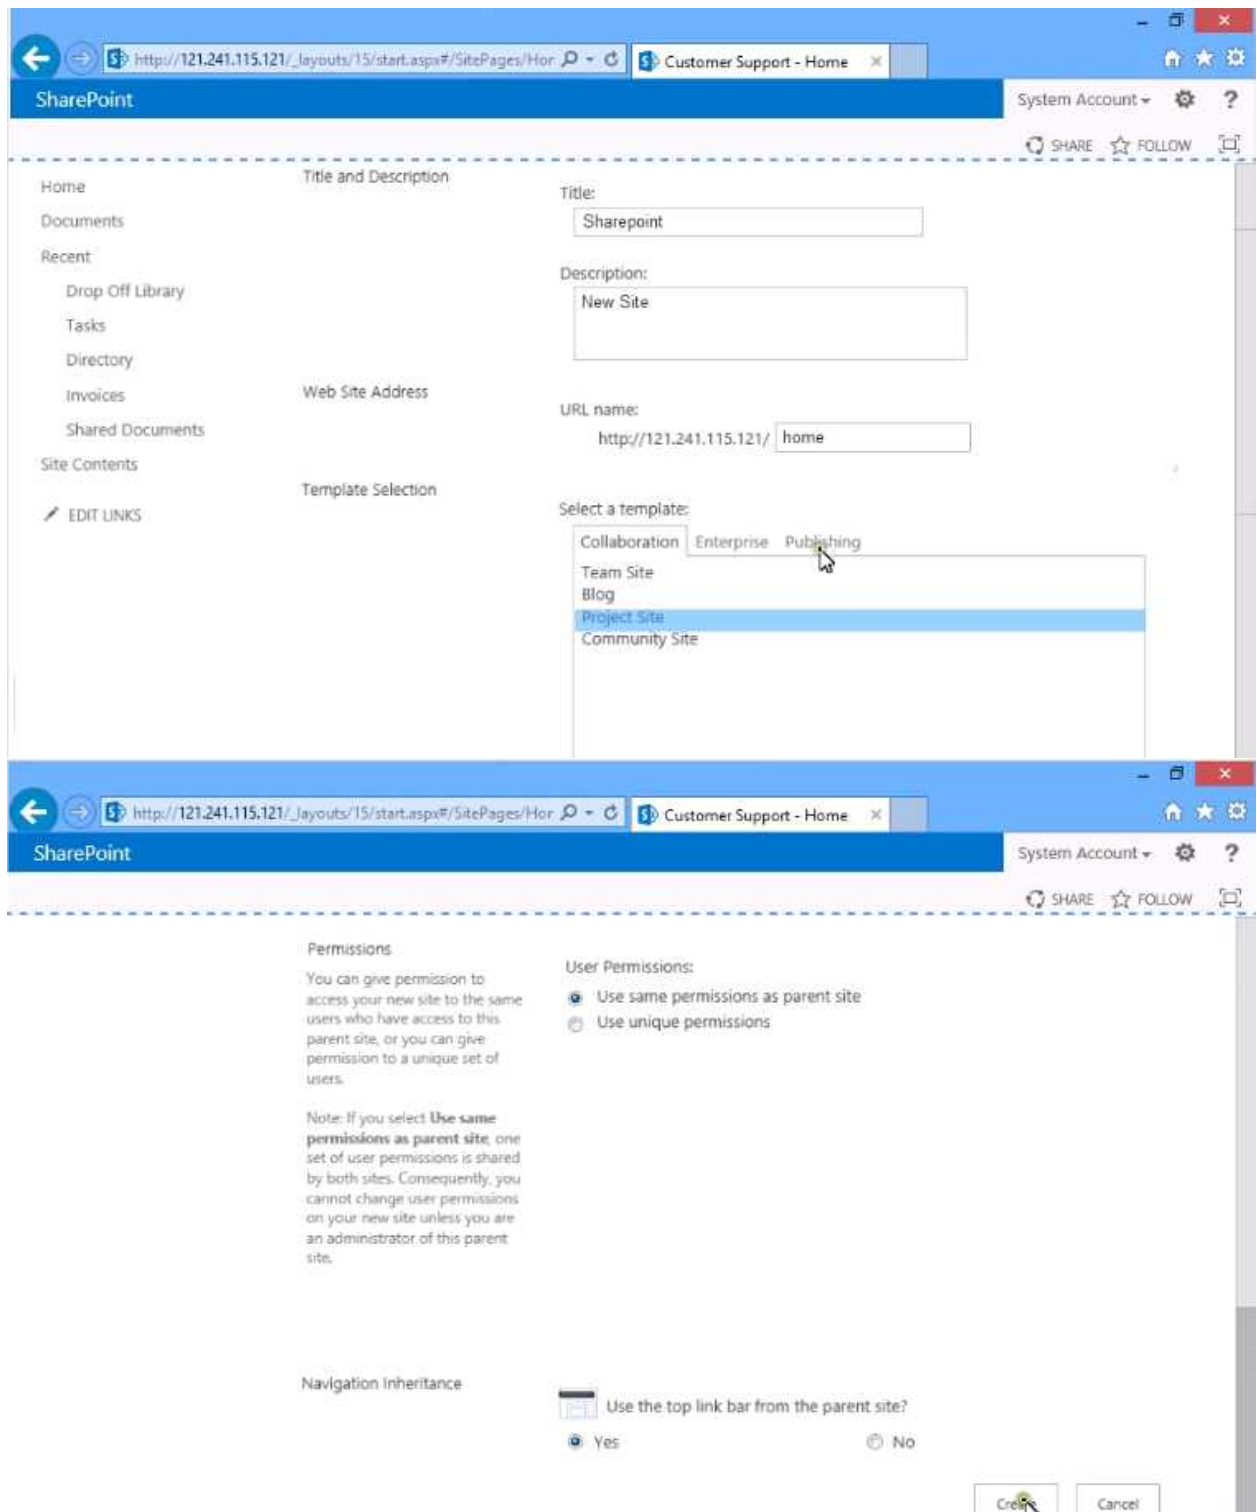 http://121.241.115.121/_layouts/15/start.aspx#/SitePages/Hor
Customer Support - Home
SharePoint
System Account
?
SHARE
FOLLOW
Home
Documents
Recent
Drop Off Library
Tasks
Directory
Invoices
Shared Documents
Site Contents
EDIT LINKS
Title and Description
Title:
Sharepoint
Description:
New Site
Web Site Address
URL name:
http://121.241.115.121/ home
Template Selection
Select a template:
Collaboration Enterprise Publishing
Team Site
Blog
Project Site
Community Site
http://121.241.115.121/_layouts/15/start.aspx#/SitePages/Hor
Customer Support - Home
SharePoint
System Account
?
SHARE
FOLLOW
Permissions
You can give permission to
access your new site to the same
users who have access to this
parent site, or you can give
permission to a unique set of
users.
Note: If you select Use same
permissions as parent site, one
set of user permissions is shared
by both sites. Consequently, you
cannot change user permissions
on your new site unless you are
an administrator of this parent
site.
User Permissions:
Use same permissions as parent site
Use unique permissions
Navigation Inheritance
Use the top link bar from the parent site?
Yes
No
Create
Cancel